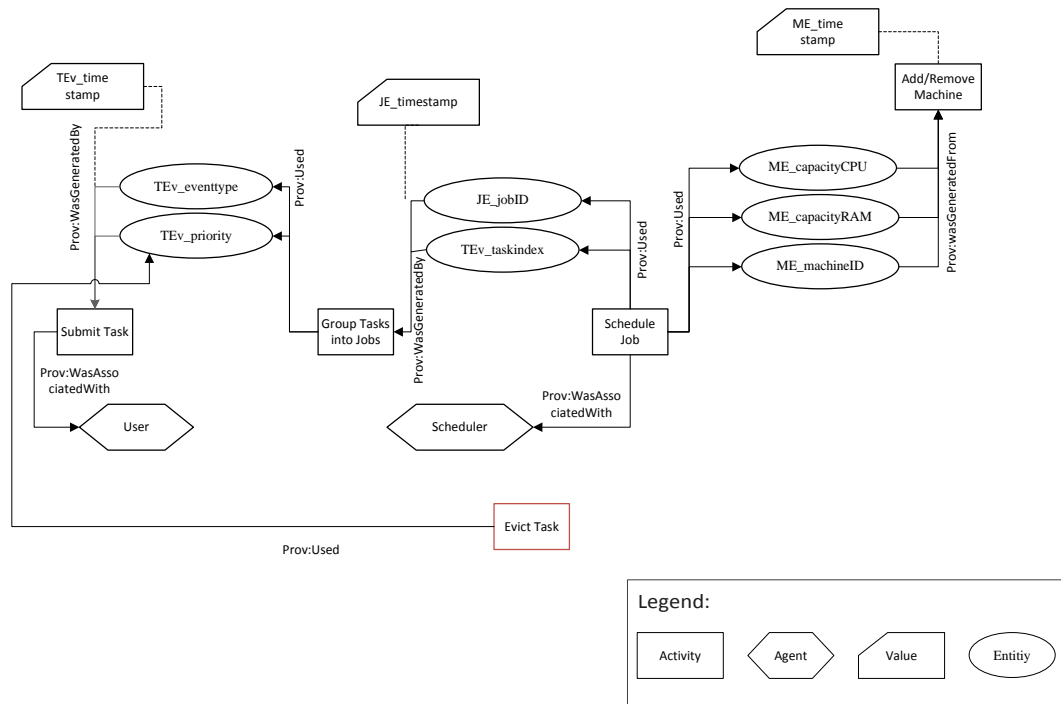 ME_time
stamp
TEv_time
stamp
JE_timestamp
Add/Remove
Machine
Prov:WasGeneratedBy
Prov:Used
TEv_eventtype
TEv_priority
JE_jobID
TEv_taskindex
Prov:WasGeneratedBy
Prov:Used
Prov:Used
ME_capacityCPU
ME_capacityRAM
ME_machineID
Prov:wasGeneratedFrom
Submit Task
Group Tasks
into Jobs
Schedule
Job
Prov:WasAsso
ciatedWith
User
Scheduler
Prov:WasAsso
ciatedWith
Evict Task
Prov:Used
Legend:
Activity
Agent
Value
Entitiy